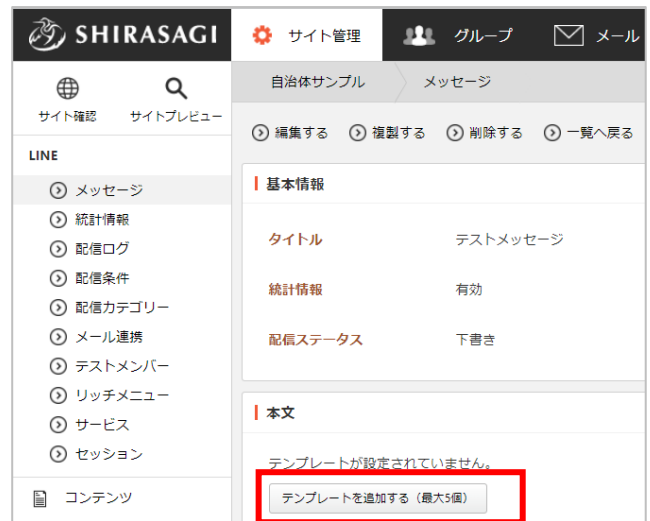 SHIRASAGI
サイト管理
グループ
メール
サイト確認
サイトプレビュー
自治体サンプル
メッセージ
編集する
複製する
削除する
一覧へ戻る
LINE
メッセージ
統計情報
配信ログ
配信条件
配信カテゴリー
メール連携
テストメンバー
リッチメニュー
サービス
セッション
コンテンツ
基本情報
タイトル テストメッセージ
統計情報 有効
配信ステータス 下書き
本文
テンプレートが設定されていません。
テンプレートを追加する（最大5個）